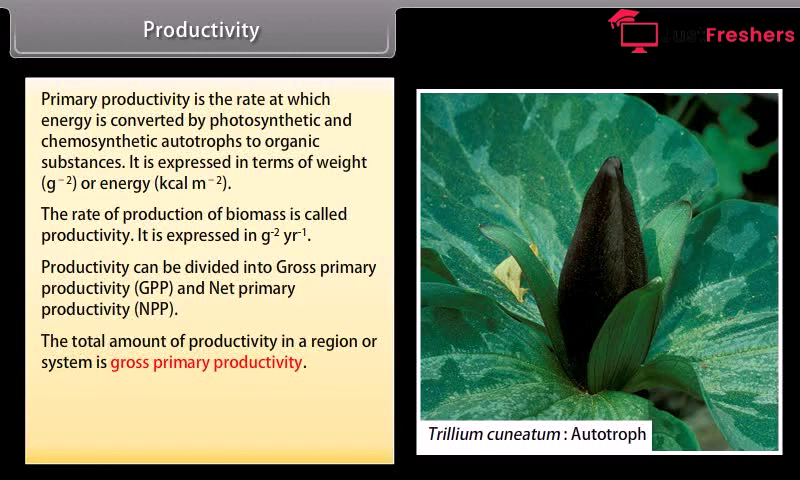 Productivity
JustFreshers
Primary productivity is the rate at which
energy is converted by photosynthetic and
chemosynthetic autotrophs to organic
substances. It is expressed in terms of weight
(g⁻²) or energy (kcal m⁻²).
The rate of production of biomass is called
productivity. It is expressed in g⁻² yr⁻¹.
Productivity can be divided into Gross primary
productivity (GPP) and Net primary
productivity (NPP).
The total amount of productivity in a region or
system is gross primary productivity.
Trillium cuneatum : Autotroph